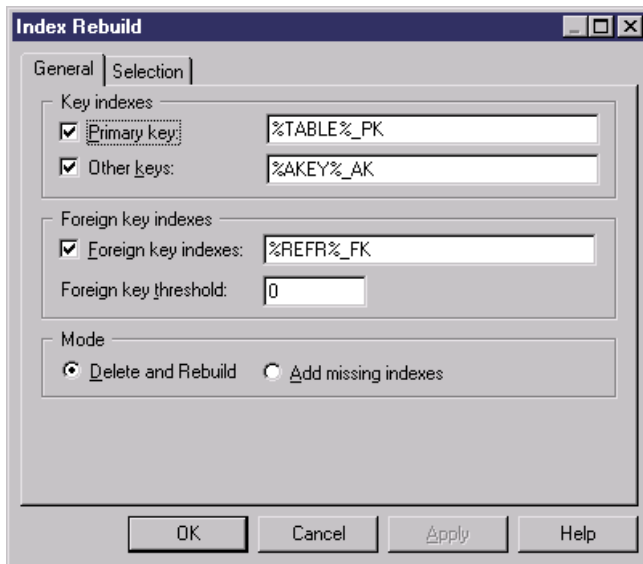 Index Rebuild
General Selection
Key indexes
Primary key: %TABLE%_PK
Other keys: %AKEY%_AK
Foreign key indexes
Foreign key indexes: %REFR%_FK
Foreign key threshold: 0
Mode
Delete and Rebuild Add missing indexes
OK Cancel Apply Help